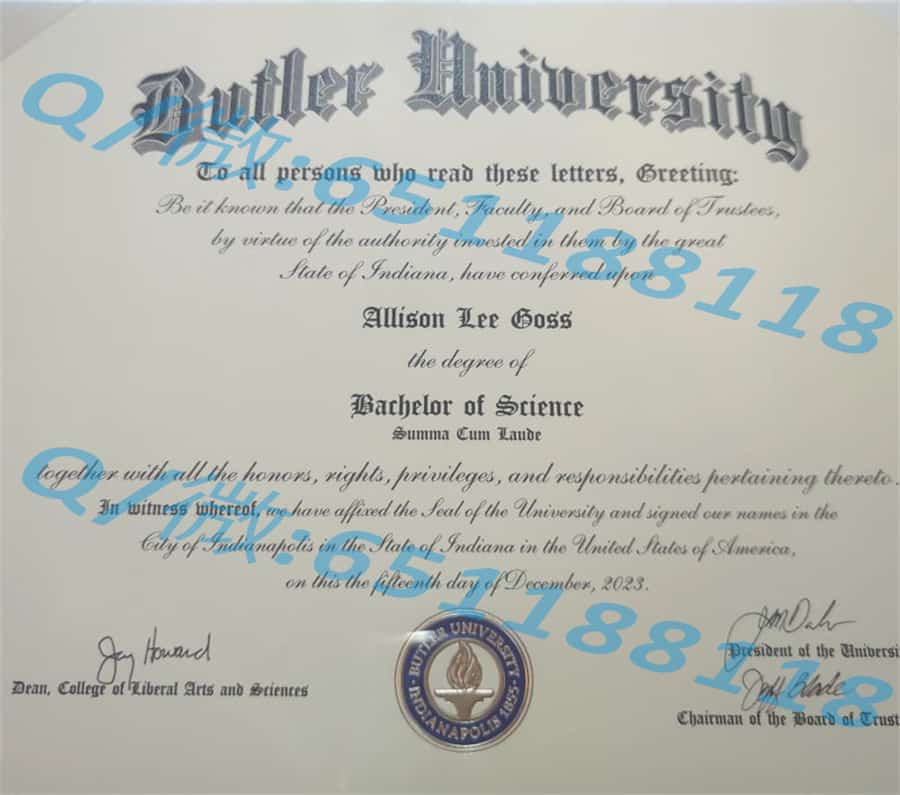 Butler University
To all persons who read these letters, Greeting:
Be it known that the President, Faculty, and Board of Trustees,
by virtue of the authority invested in them by the great
State of Indiana, have conferred upon
Allison Lee Goss
the degree of
Bachelor of Science
Summa Cum Laude
together with all the honors, rights, privileges, and responsibilities pertaining thereto.
In witness whereof, we have affixed the Seal of the University and signed our names in the
City of Indianapolis in the State of Indiana in the United States of America,
on this the fifteenth day of December, 2023.
Jay Howard
Dean, College of Liberal Arts and Sciences
BUTLER UNIVERSITY
INDIANAPOLIS 1855
President of the Universi
Jeff Blade
Chairman of the Board of Trust
Q/微:651188118
Q/微:651188118